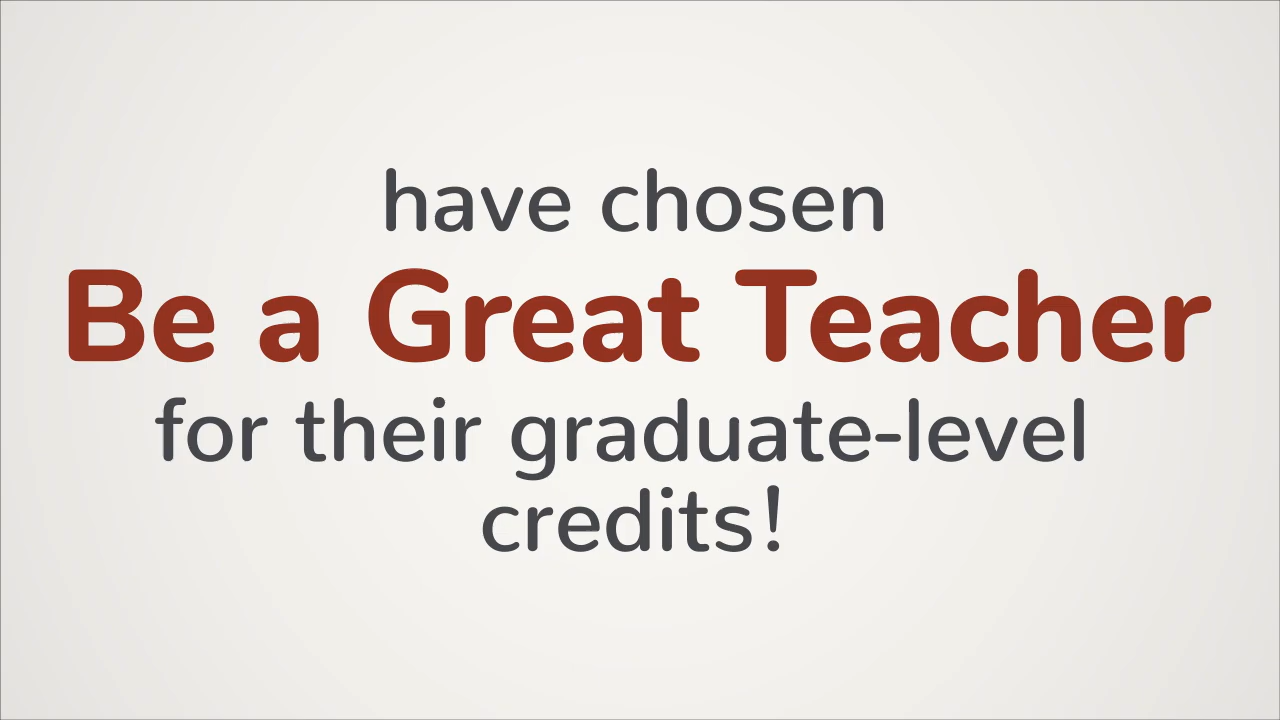 have chosen
Be a Great Teacher
for their graduate-level
credits!